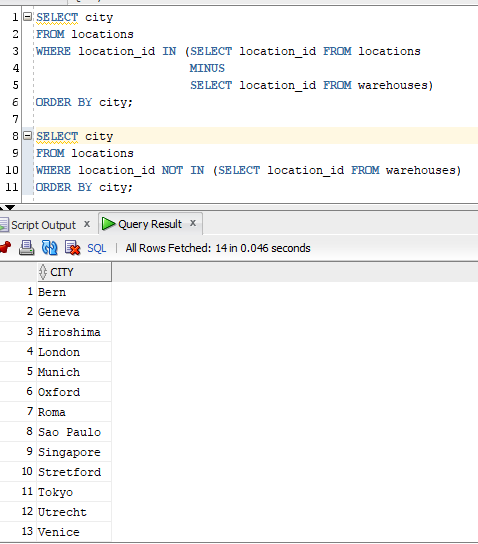 1 SELECT city
2 FROM locations
3 WHERE location_id IN (SELECT location_id FROM locations
4 MINUS
5 SELECT location_id FROM warehouses)
6 ORDER BY city;
7
8 SELECT city
9 FROM locations
10 WHERE location_id NOT IN (SELECT location_id FROM warehouses)
11 ORDER BY city;
Script Output x Query Result x
SQL | All Rows Fetched: 14 in 0.046 seconds
CITY
1 Bern
2 Geneva
3 Hiroshima
4 London
5 Munich
6 Oxford
7 Roma
8 Sao Paulo
9 Singapore
10 Stretford
11 Tokyo
12 Utrecht
13 Venice